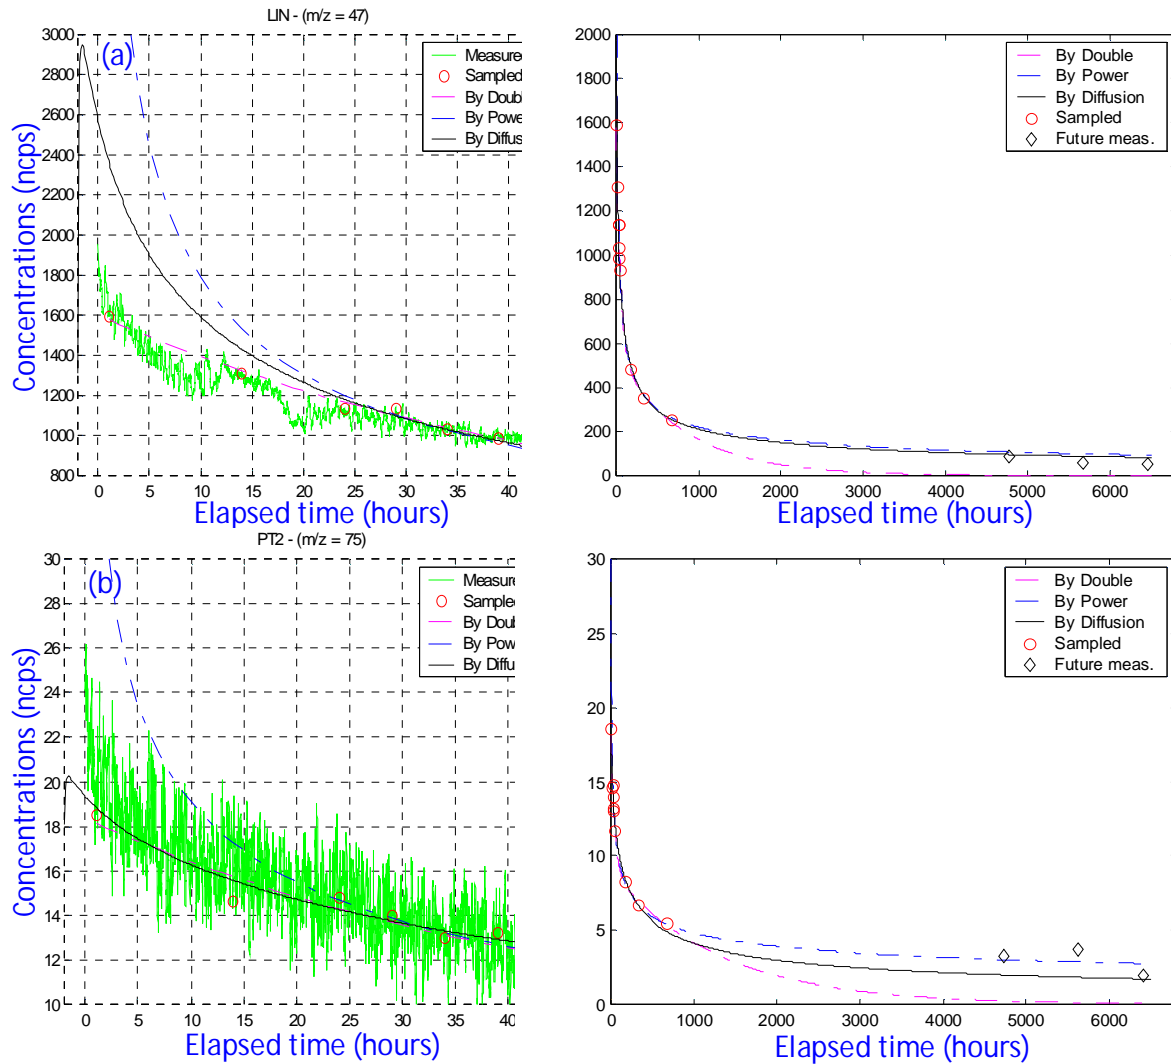 LIN - (m/z = 47)
(a)
Concentrations (ncps)
3000
2800
2600
2400
2200
2000
1800
1600
1400
1200
1000
800
0 5 10 15 20 25 30 35 40
Elapsed time (hours)
Measure
Sampled
By Doub
By Powe
By Diffus
2000
1800
1600
1400
1200
1000
800
600
400
200
0
0 1000 2000 3000 4000 5000 6000
Elapsed time (hours)
By Double
By Power
By Diffusion
Sampled
Future meas.
PT2 - (m/z = 75)
(b)
Concentrations (ncps)
30
28
26
24
22
20
18
16
14
12
10
0 5 10 15 20 25 30 35 40
Elapsed time (hours)
Measure
Sampled
By Doub
By Pow
By Diffu
30
25
20
15
10
5
0
0 1000 2000 3000 4000 5000 6000
Elapsed time (hours)
By Double
By Power
By Diffusion
Sampled
Future meas.